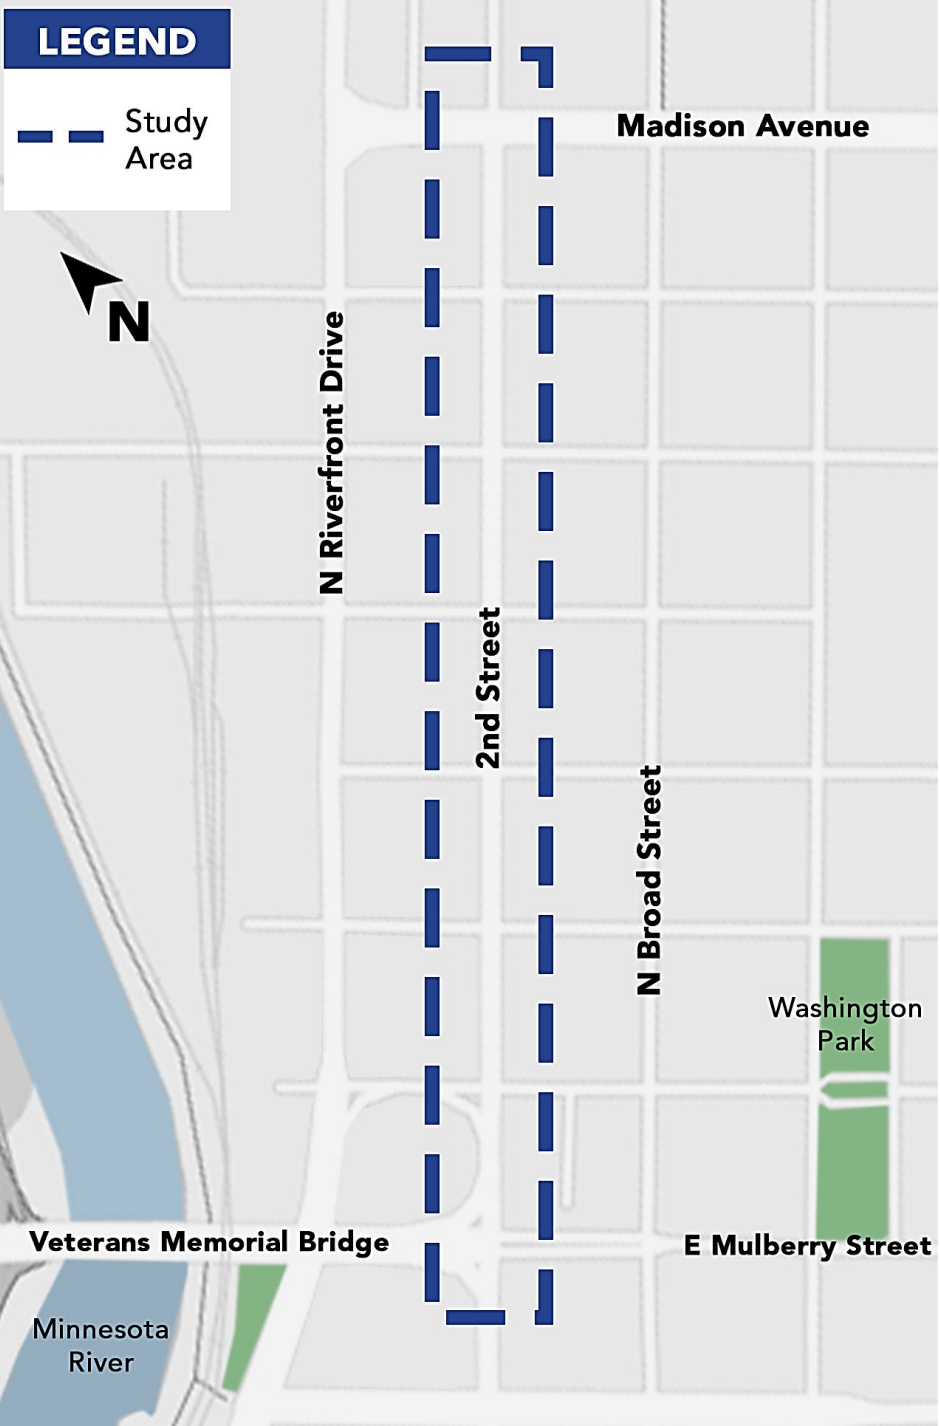 LEGEND
Study
Area
Madison Avenue
N
N Riverfront Drive
2nd Street
N Broad Street
Washington
Park
Veterans Memorial Bridge
E Mulberry Street
Minnesota
River